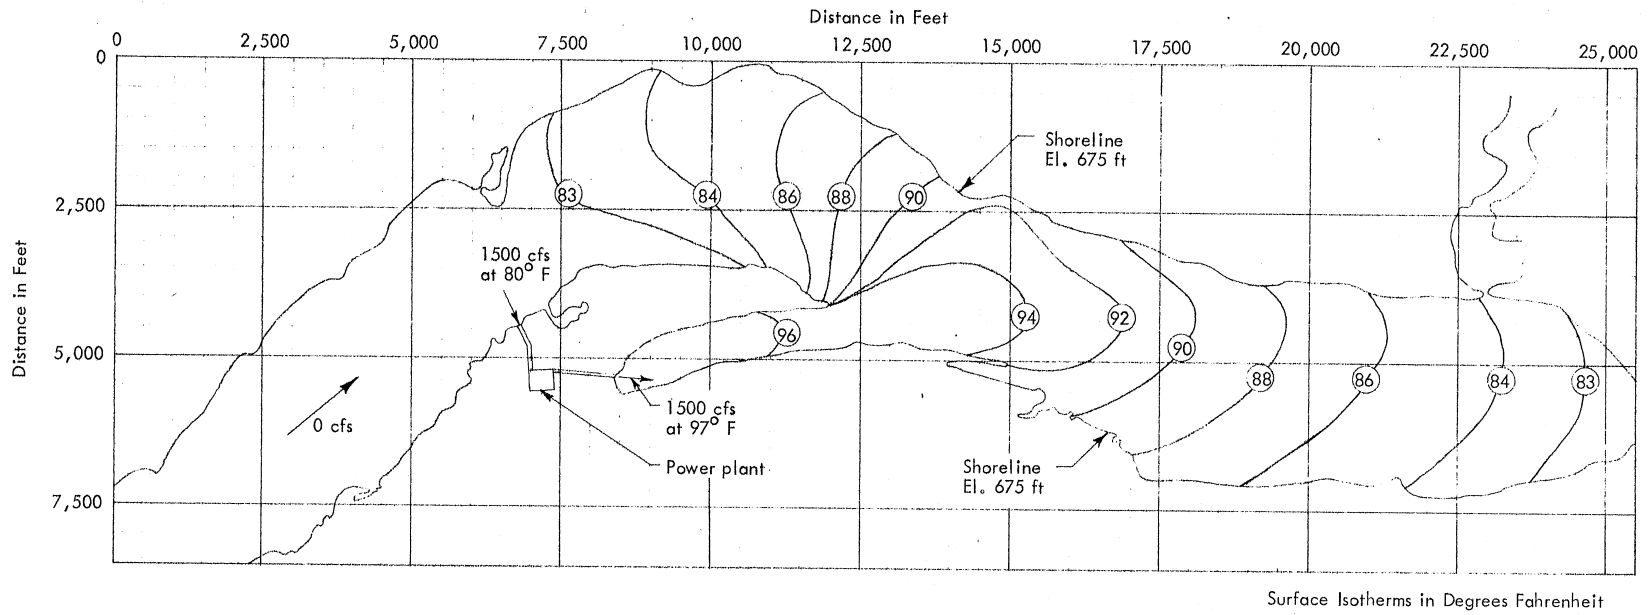 Distance in Feet
0 2,500 5,000 7,500 10,000 12,500 15,000 17,500 20,000 22,500 25,000
0
2,500
5,000
7,500
Distance in Feet
Shoreline
El. 675 ft
83 84 86 88 90
1500 cfs
at 80° F
96 94 92 90 88 86 84 83
0 cfs
1500 cfs
at 97° F
Power plant
Shoreline
El. 675 ft
Surface Isotherms in Degrees Fahrenheit